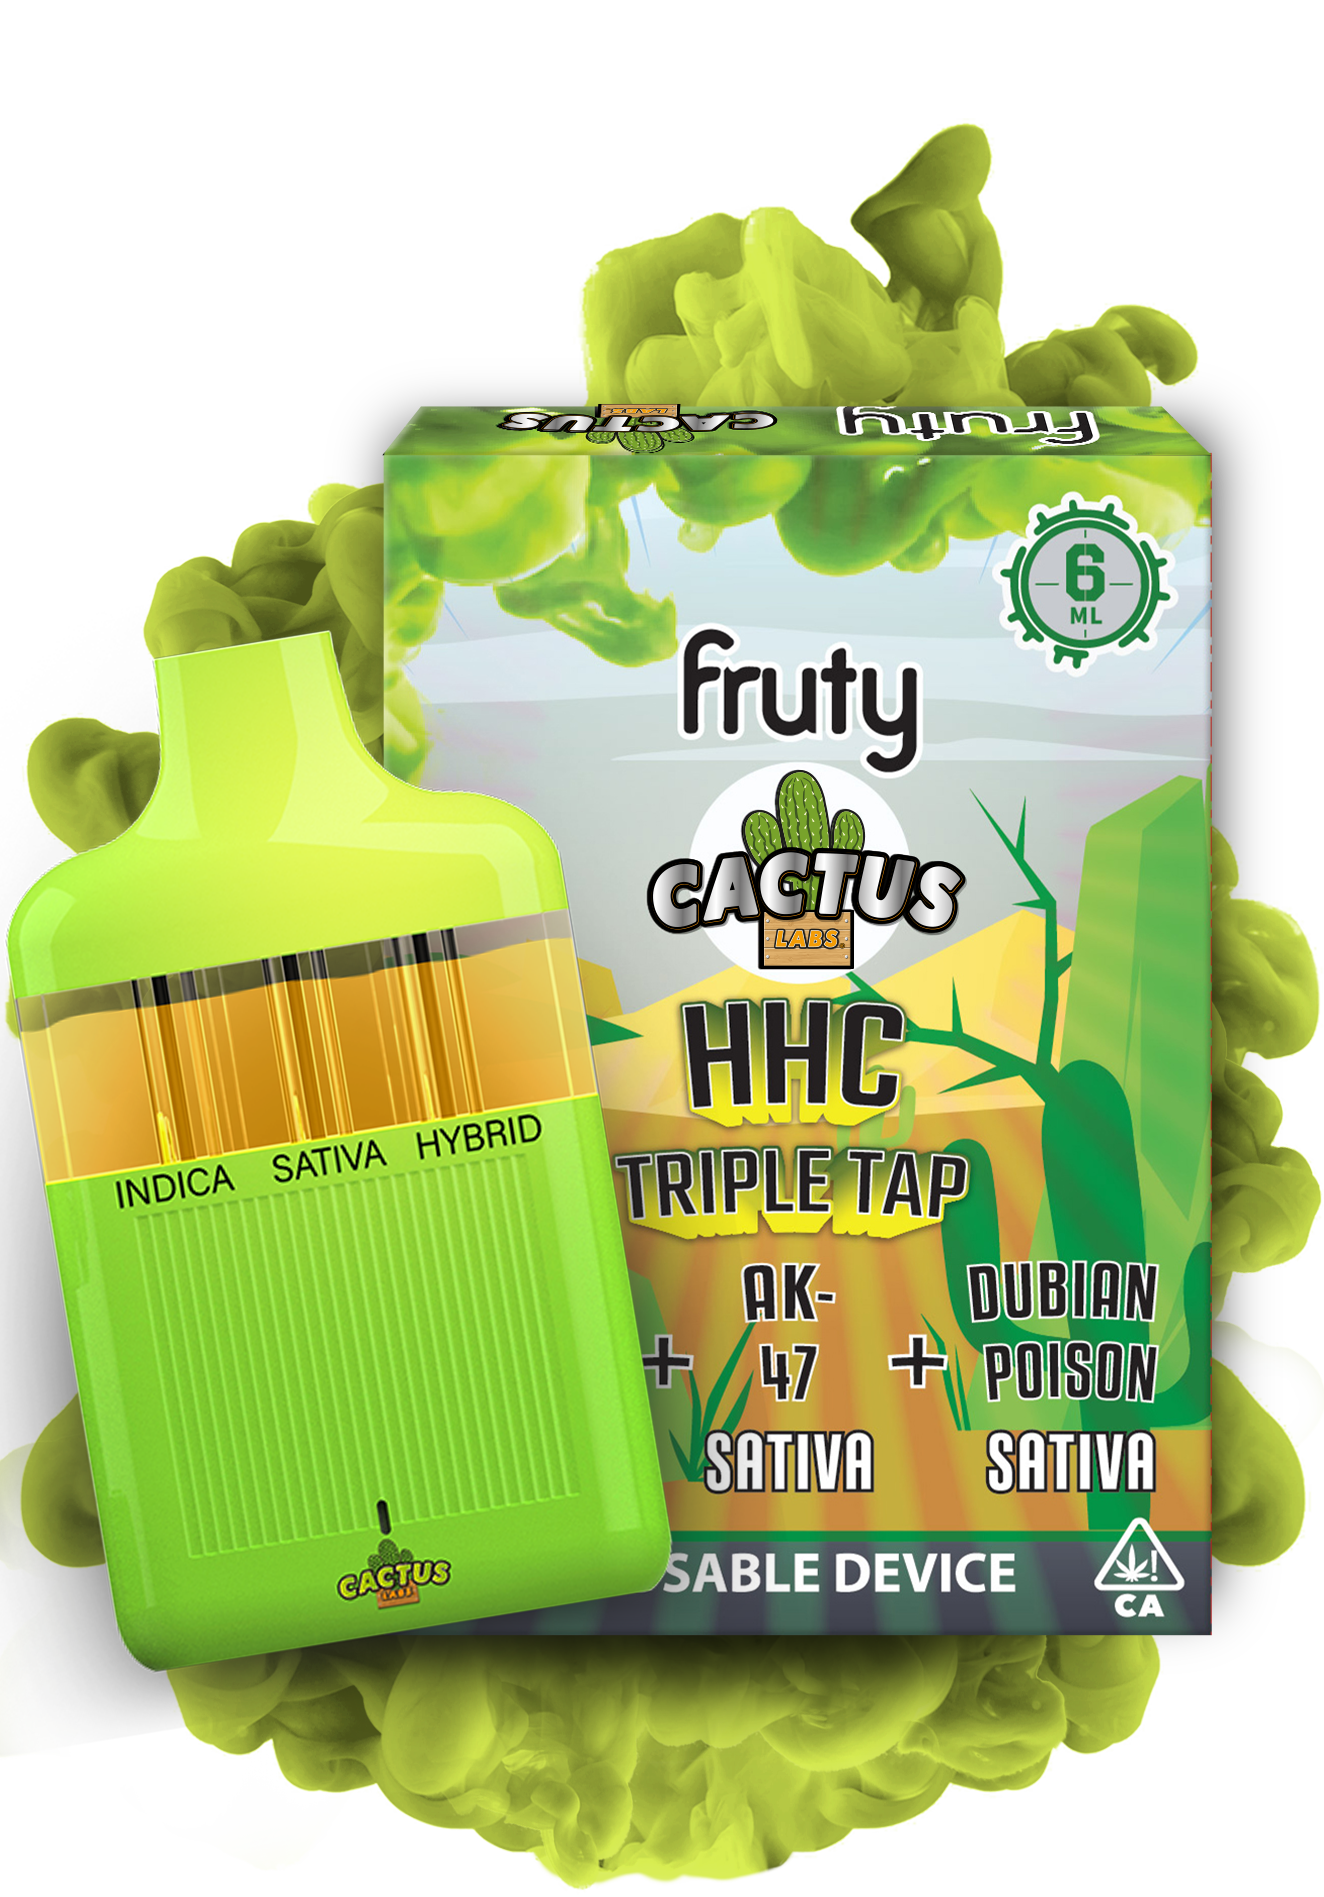 CACTUS
LABS
fruty
6
ML
fruty
CACTUS
LABS
HHC
TRIPLE TAP
INDICA SATIVA HYBRID
+ AK-
47
SATIVA
+ DUBIAN
POISON
SATIVA
SABLE DEVICE
CA
CACTUS
LABS